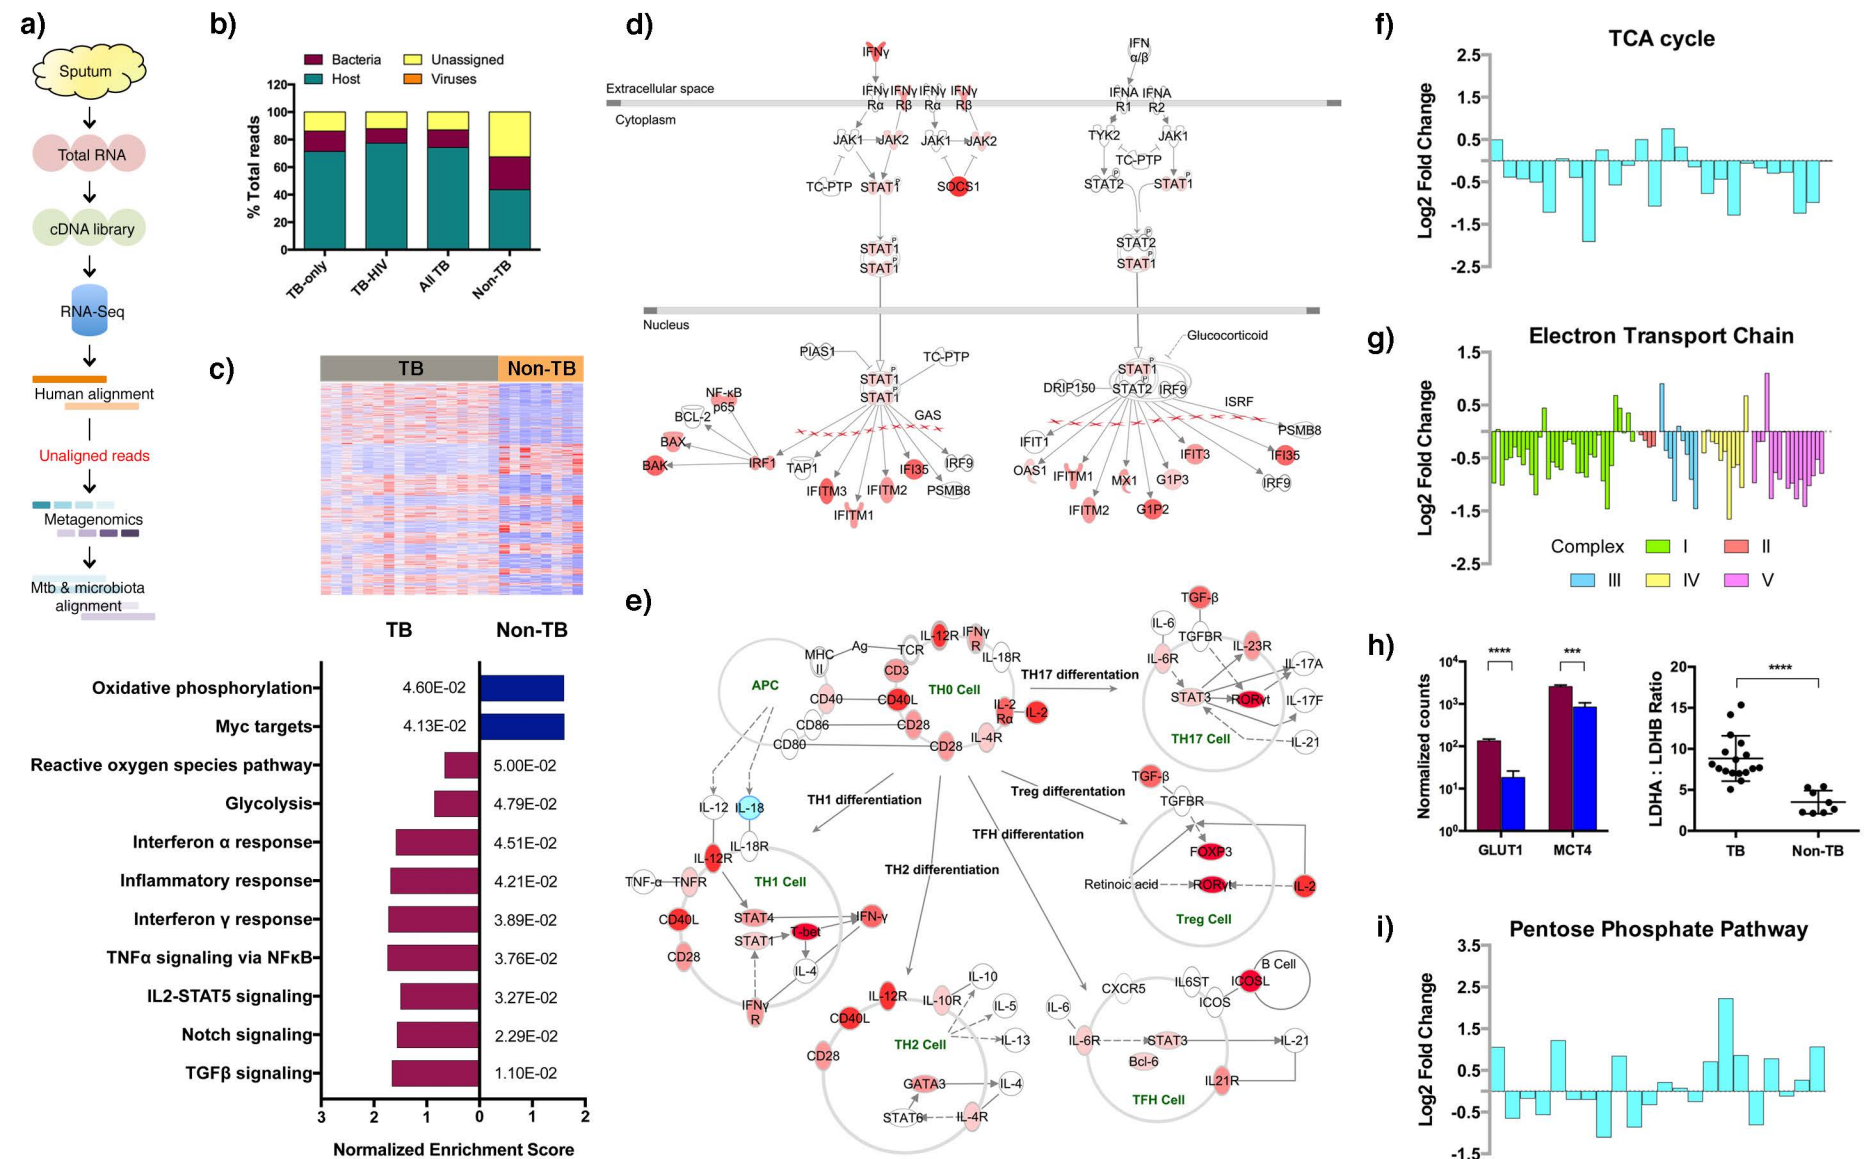 a)
Sputum
Total RNA
cDNA library
RNA-Seq
Human alignment
Unaligned reads
Metagenomics
Mtb & microbiota
alignment
b)
Bacteria
Unassigned
Host
Viruses
% Total reads
120
100
80
60
40
20
0
TB-only
TB-HIV
All TB
Non-TB
c)
TB
Non-TB
TB
Non-TB
Oxidative phosphorylation 4.60E-02
Myc targets 4.13E-02
Reactive oxygen species pathway 5.00E-02
Glycolysis 4.79E-02
Interferon α response 4.51E-02
Inflammatory response 4.21E-02
Interferon γ response 3.89E-02
TNFα signaling via NFκB 3.76E-02
IL2-STAT5 signaling 3.27E-02
Notch signaling 2.29E-02
TGFβ signaling 1.10E-02
3 2 1 0 1 2
Normalized Enrichment Score
d)
IFNγ
IFN
α/β
Extracellular space
IFNγ IFNγ IFNγ IFNγ
Rα Rβ Rα Rβ
IFNA IFNA
R1 R2
Cytoplasm
JAK1 JAK2 JAK1 JAK2
TYK2 JAK1
TC-PTP
TC-PTP STAT1 P SOCS1
STAT2 P STAT1 P
STAT1 P
STAT1 P
STAT2 P
STAT1 P
Nucleus
Glucocorticoid
PIAS1
TC-PTP
STAT1 P
STAT1 P
STAT1 P
DRIP150 STAT2 P IRF9
NF-κB
p65
BCL-2
GAS
ISRF
BAX
BAK
IRF1
TAP1
IFITM3
IFITM1
IFITM2
IFI35
PSMB8
IRF9
IFIT1
OAS1
IFITM1
IFITM2
MX1
G1P2
G1P3
IFIT3
IRF9
IFI35
PSMB8
e)
APC
MHC
II
Ag
TCR
IL-12R
IFNγ
R
IL-18R
CD3
TH0 Cell
CD40
CD40L
CD86
CD28
CD80
CD28
IL-4R
IL-2
Rα
IL-2
TH17 differentation
TGF-β
IL-6
TGFBR
IL-6R
IL-23R
IL-17A
STAT3
RORγt
IL-17F
TH17 Cell
IL-21
TH1 differentiation
Treg differentiation
TFH differentation
TH2 differentiation
TGF-β
TGFBR
FOXP3
Retinoic acid
RORγt
IL-2
Treg Cell
IL-12
IL-18
IL-18R
IL-12R
TH1 Cell
TNF-α
TNFR
CD40L
STAT4
IFN-γ
STAT1
T-bet
CD28
IL-4
IFNγ
R
IL-12R
IL-10R
IL-10
CD40L
IL-5
TH2 Cell
IL-13
CD28
GATA3
IL-4
STAT6
IL-4R
CXCR5
IL6ST
ICOS
ICOSL
B Cell
IL-6
IL-6R
STAT3
IL-21
Bcl-6
IL21R
TFH Cell
f)
TCA cycle
Log2 Fold Change
2.5
1.5
0.5
-0.5
-1.5
-2.5
g)
Electron Transport Chain
Log2 Fold Change
1.5
0.5
-0.5
-1.5
-2.5
Complex I II
III IV V
h)
Normalized counts
10⁴
10³
10²
10¹
10⁰
****
***
GLUT1
MCT4
LDHA : LDHB Ratio
20
15
10
5
0
****
TB
Non-TB
i)
Pentose Phosphate Pathway
Log2 Fold Change
3.5
2.5
1.5
0.5
-0.5
-1.5